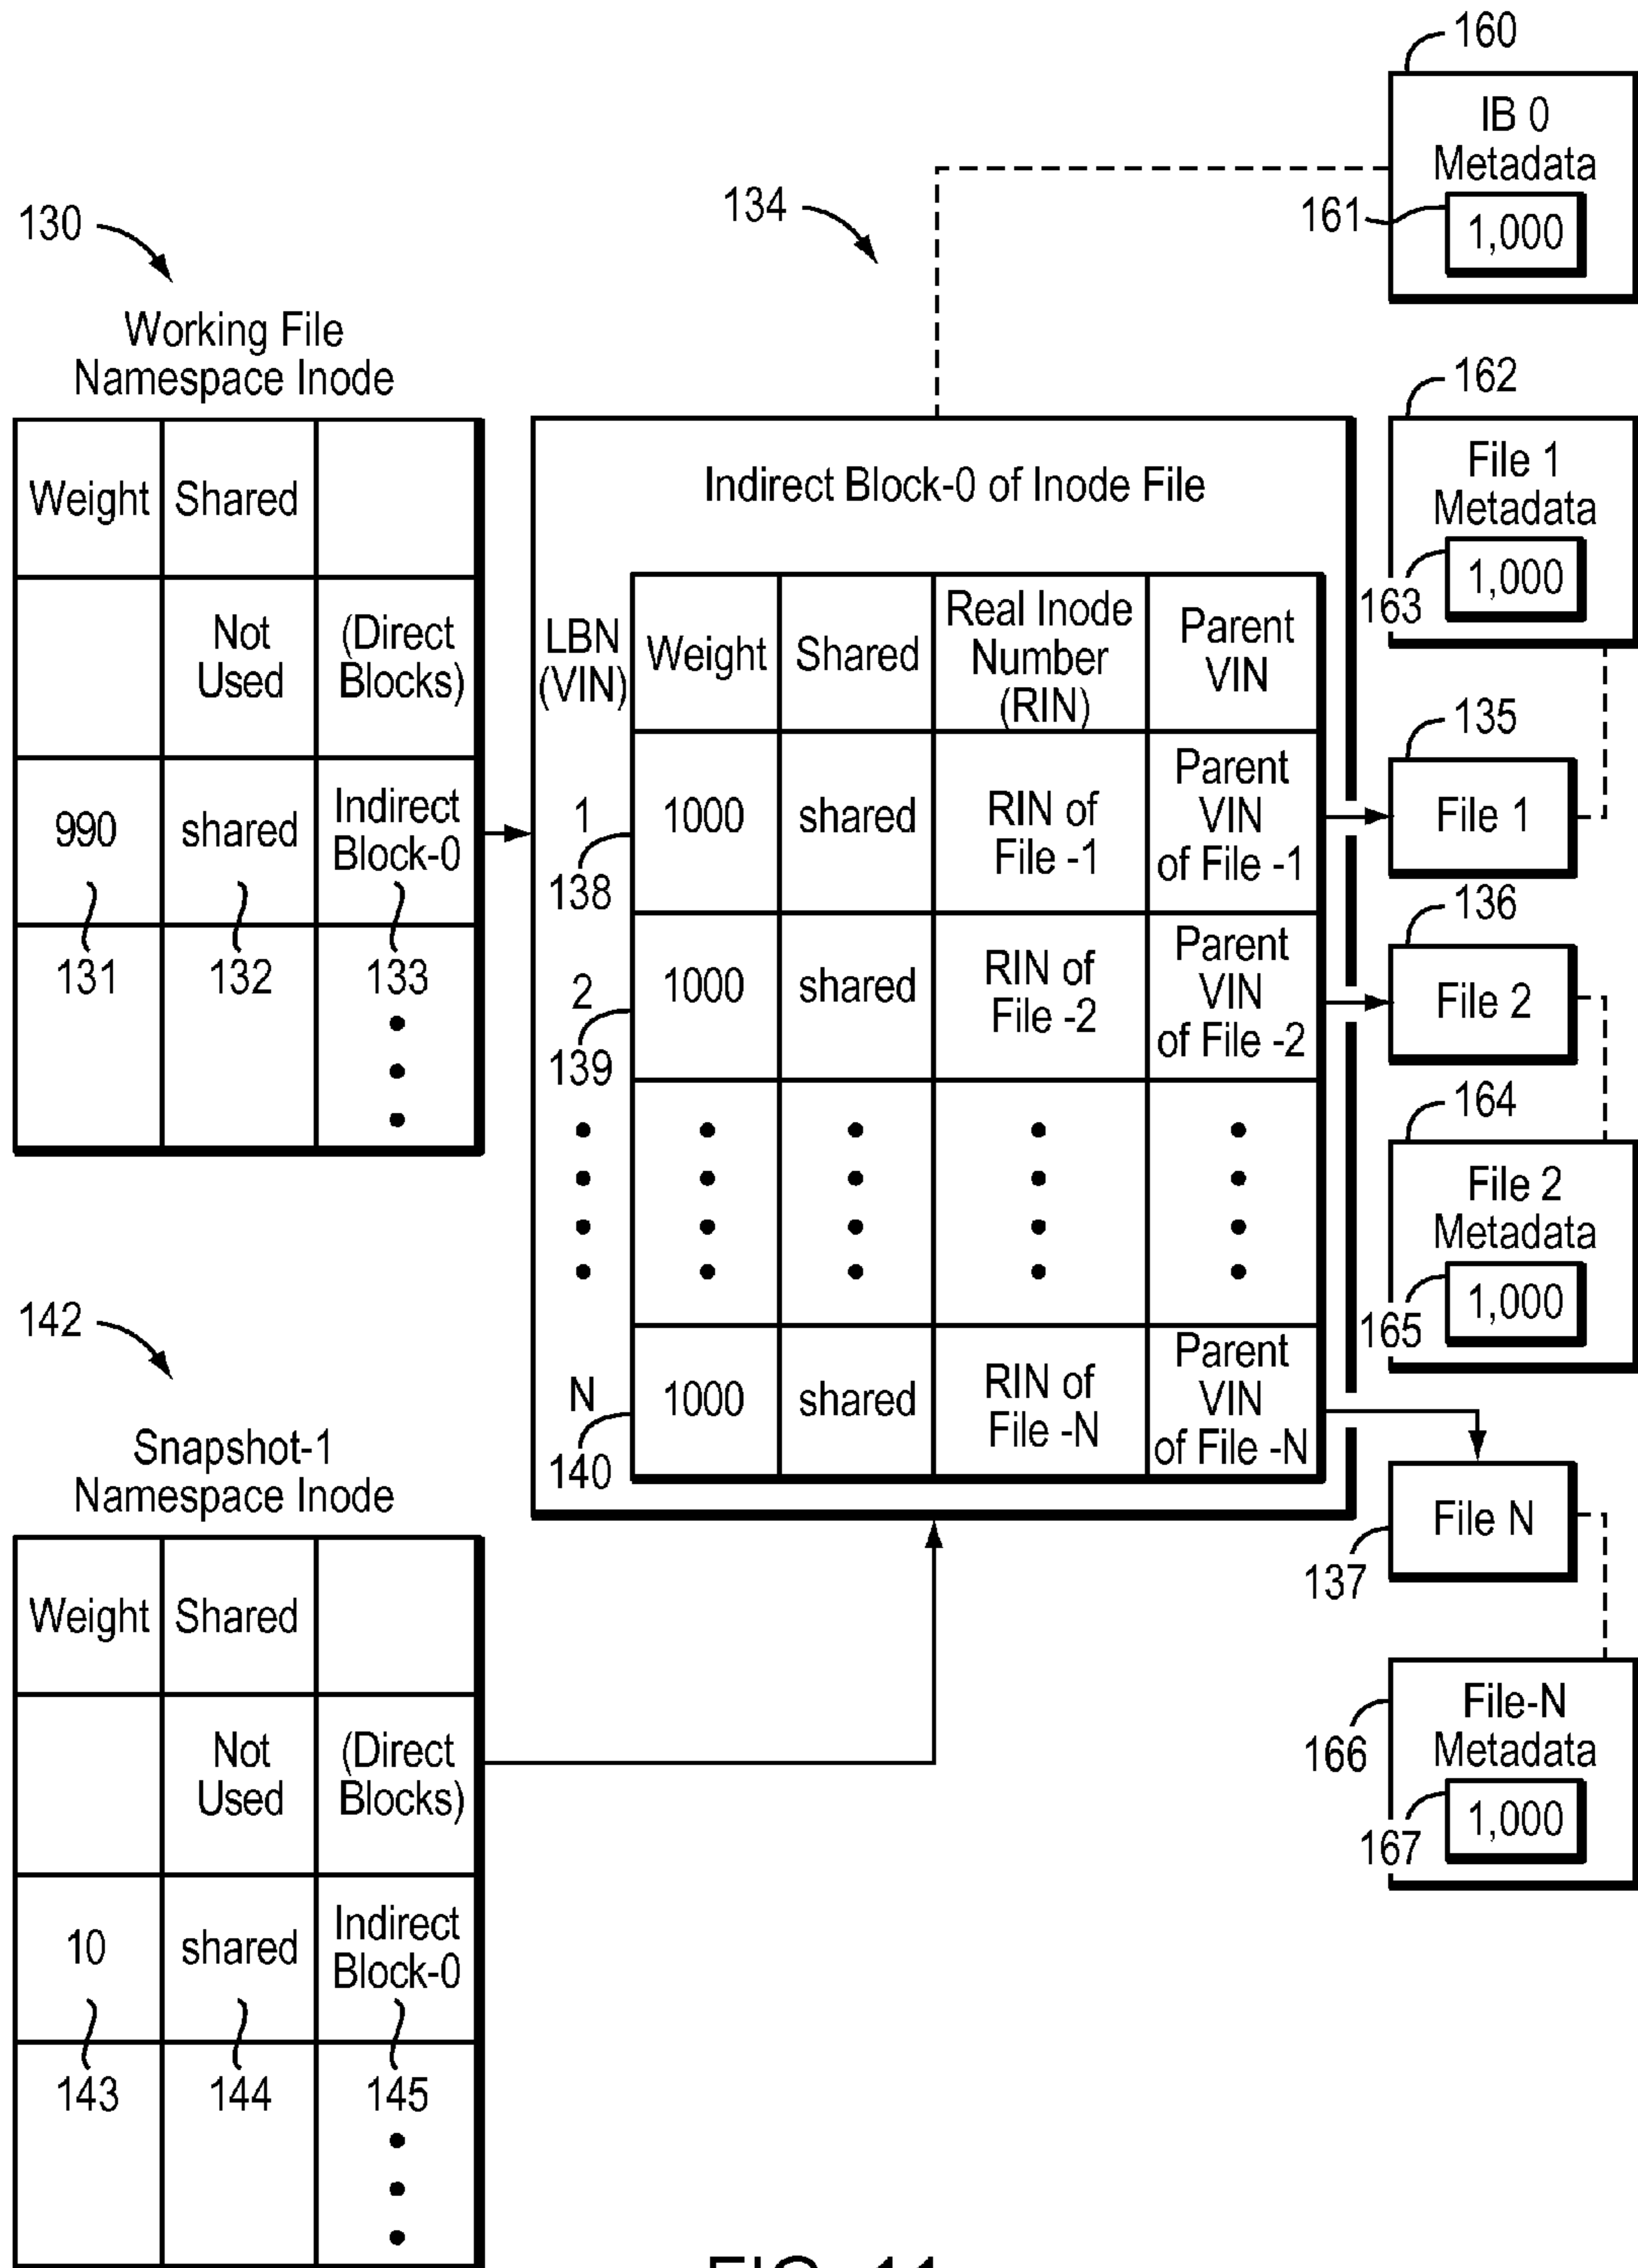 160
IB 0
Metadata
161
1,000
134
130
Working File
Namespace Inode
Weight Shared
Not
Used
(Direct
Blocks)
990 shared Indirect
Block-0
131 132 133
Indirect Block-0 of Inode File
LBN
(VIN)
Weight Shared Real Inode
Number
(RIN)
Parent
VIN
1
138
1000 shared RIN of
File -1
Parent
VIN
of File -1
2
139
1000 shared RIN of
File -2
Parent
VIN
of File -2
N
140
1000 shared RIN of
File -N
Parent
VIN
of File -N
162
File 1
Metadata
1,000
163
135
File 1
136
File 2
164
File 2
Metadata
1,000
165
File N
137
File-N
Metadata
166
1,000
167
142
Snapshot-1
Namespace Inode
Weight Shared
Not
Used
(Direct
Blocks)
10 shared Indirect
Block-0
143 144 145
FIG. 11